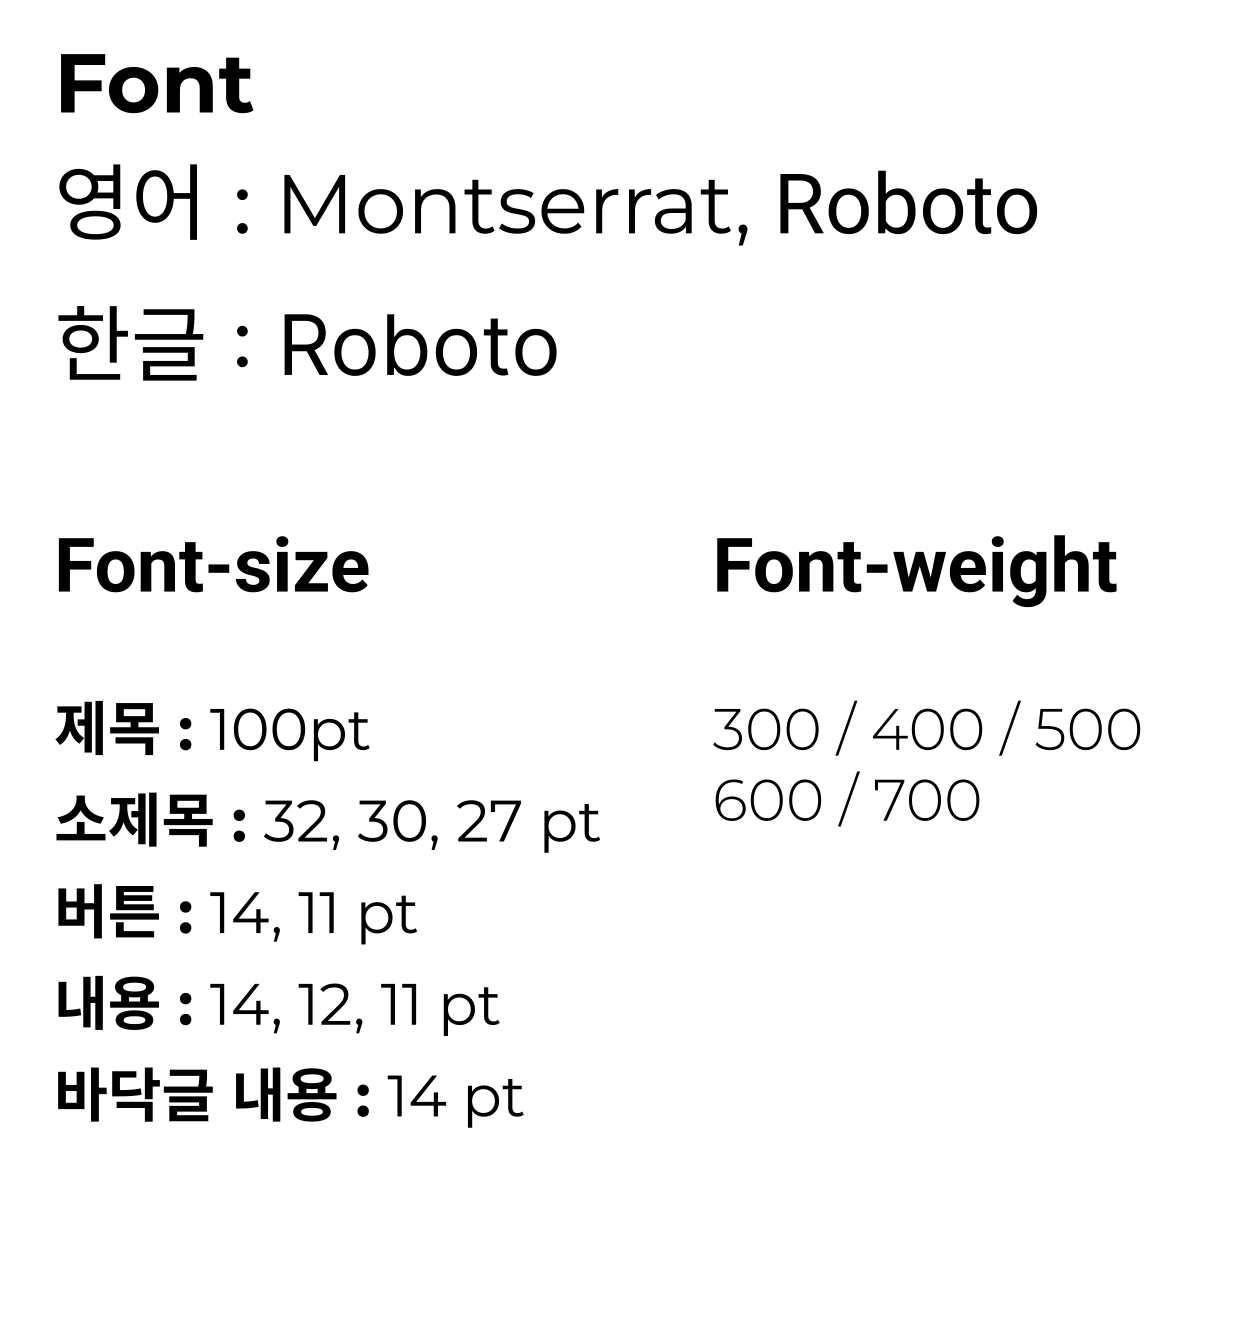 Font
영어 : Montserrat, Roboto
한글 : Roboto
Font-size
제목 : 100pt
소제목 : 32, 30, 27 pt
버튼 : 14, 11 pt
내용 : 14, 12, 11 pt
바닥글 내용 : 14 pt
Font-weight
300 / 400 / 500
600 / 700